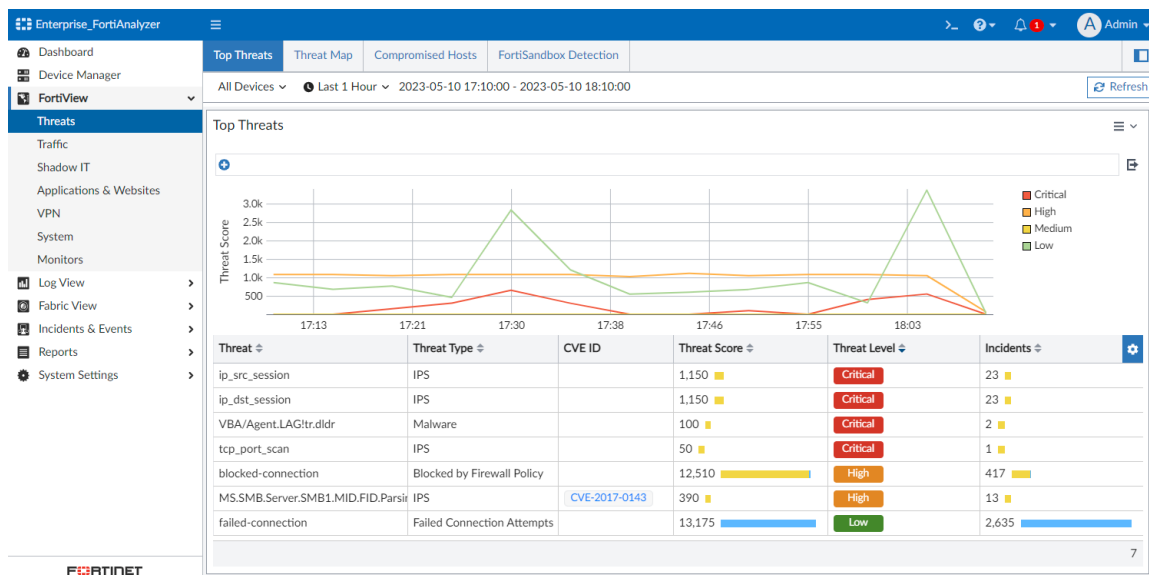 Enterprise_FortiAnalyzer
1
A
Admin
Dashboard
Device Manager
FortiView
Threats
Traffic
Shadow IT
Applications & Websites
VPN
System
Monitors
Log View
Fabric View
Incidents & Events
Reports
System Settings
FORTINET
Top Threats Threat Map Compromised Hosts FortiSandbox Detection
All Devices Last 1 Hour 2023-05-10 17:10:00 - 2023-05-10 18:10:00 Refresh
Top Threats
Threat Score
3.0k
2.5k
2.0k
1.5k
1.0k
500
17:13 17:21 17:30 17:38 17:46 17:55 18:03
Critical
High
Medium
Low
Threat Threat Type CVE ID Threat Score Threat Level Incidents
ip_src_session IPS 1,150 Critical 23
ip_dst_session IPS 1,150 Critical 23
VBA/Agent.LAG!tr.dldr Malware 100 Critical 2
tcp_port_scan IPS 50 Critical 1
blocked-connection Blocked by Firewall Policy 12,510 High 417
MS.SMB.Server.SMB1.MID.FID.Parsir IPS CVE-2017-0143 390 High 13
failed-connection Failed Connection Attempts 13,175 Low 2,635
7